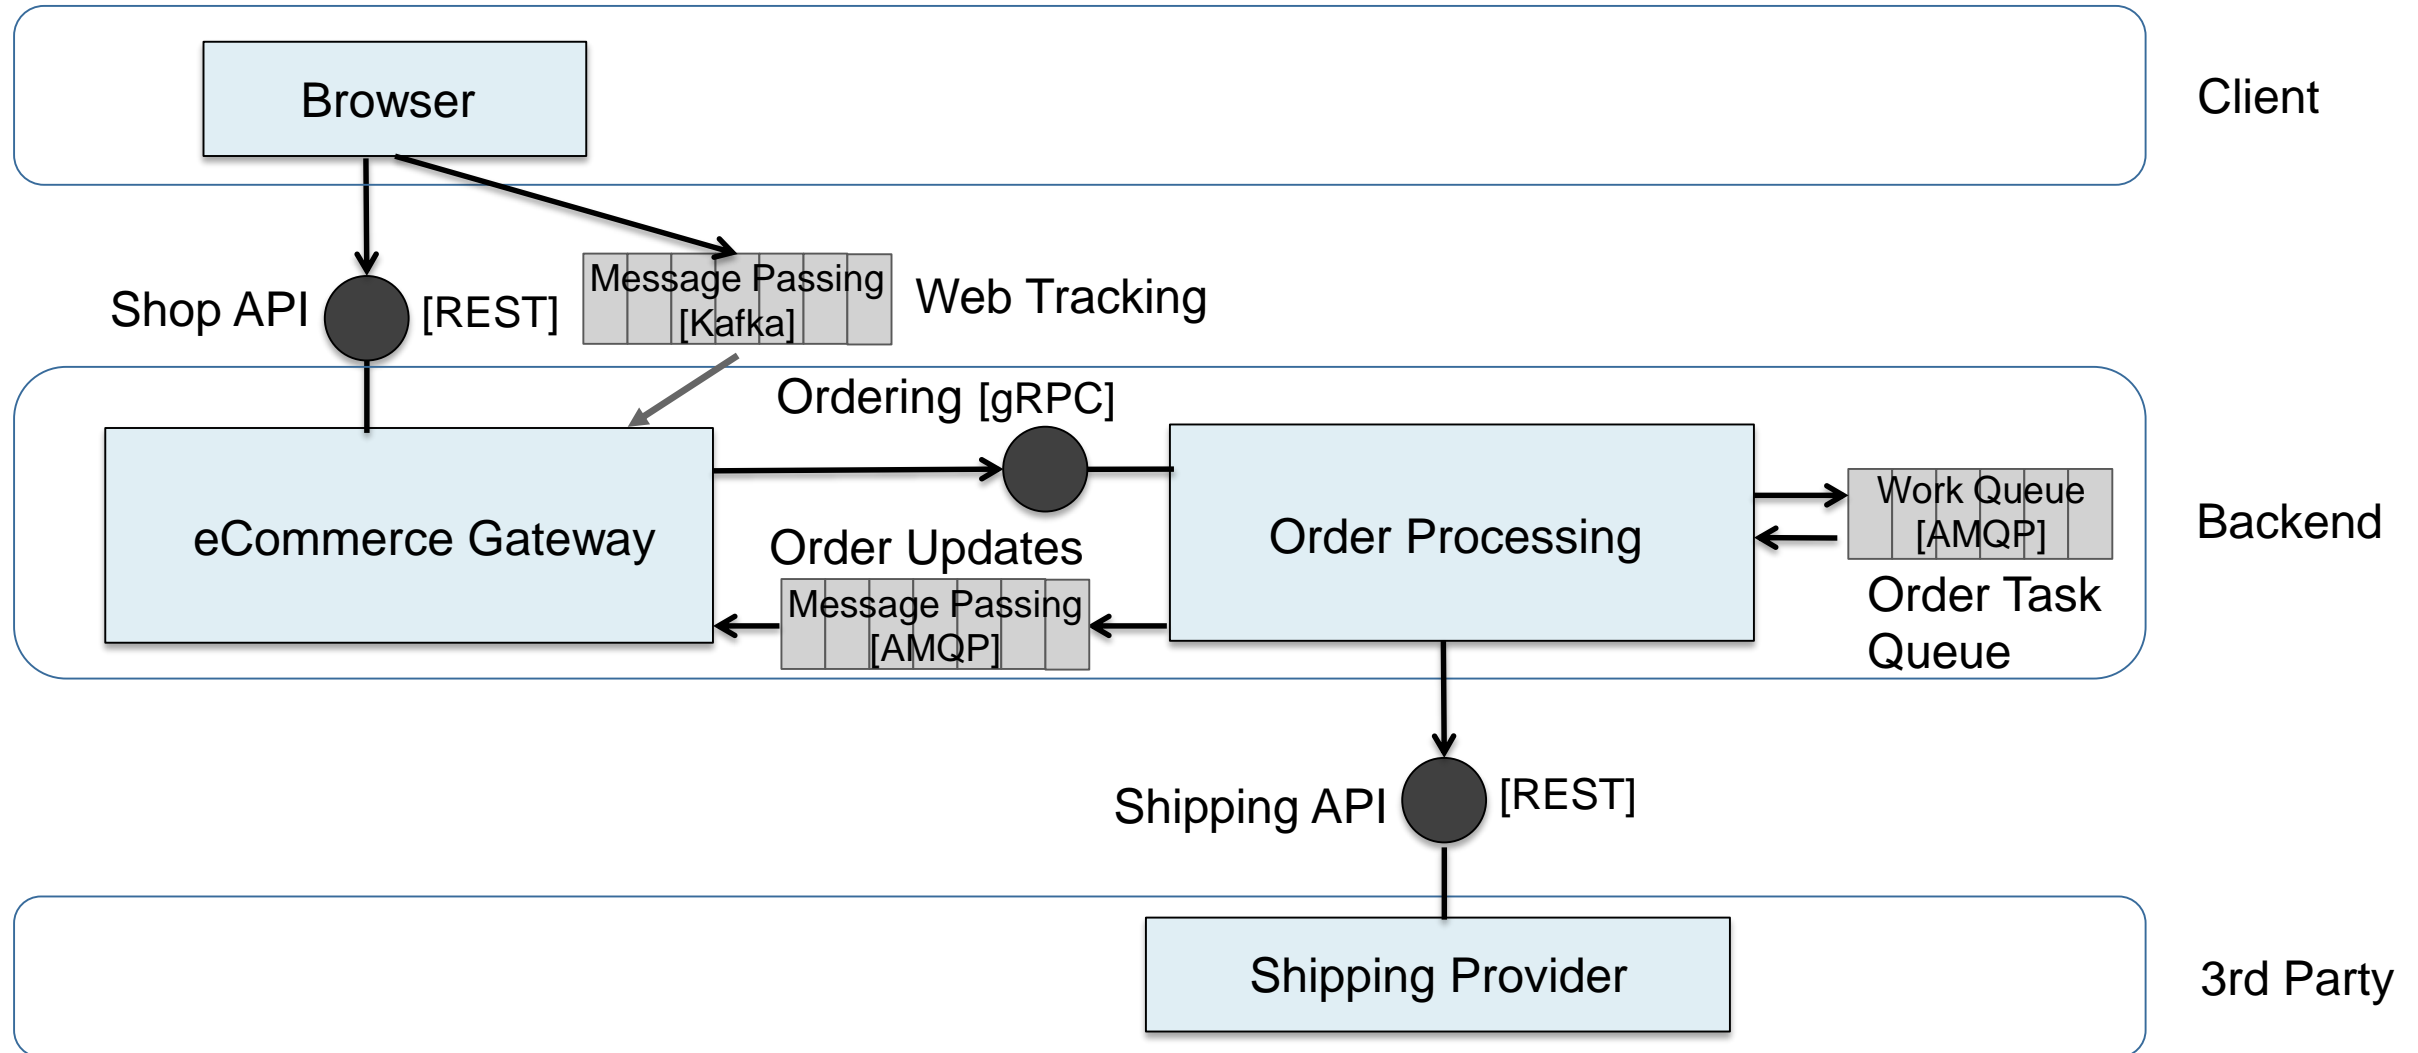 Browser
Client
Shop API
[REST]
Message Passing
[Kafka]
Web Tracking
Ordering [gRPC]
eCommerce Gateway
Order Updates
Message Passing
[AMQP]
Order Processing
Work Queue
[AMQP]
Order Task
Queue
Backend
Shipping API
[REST]
Shipping Provider
3rd Party